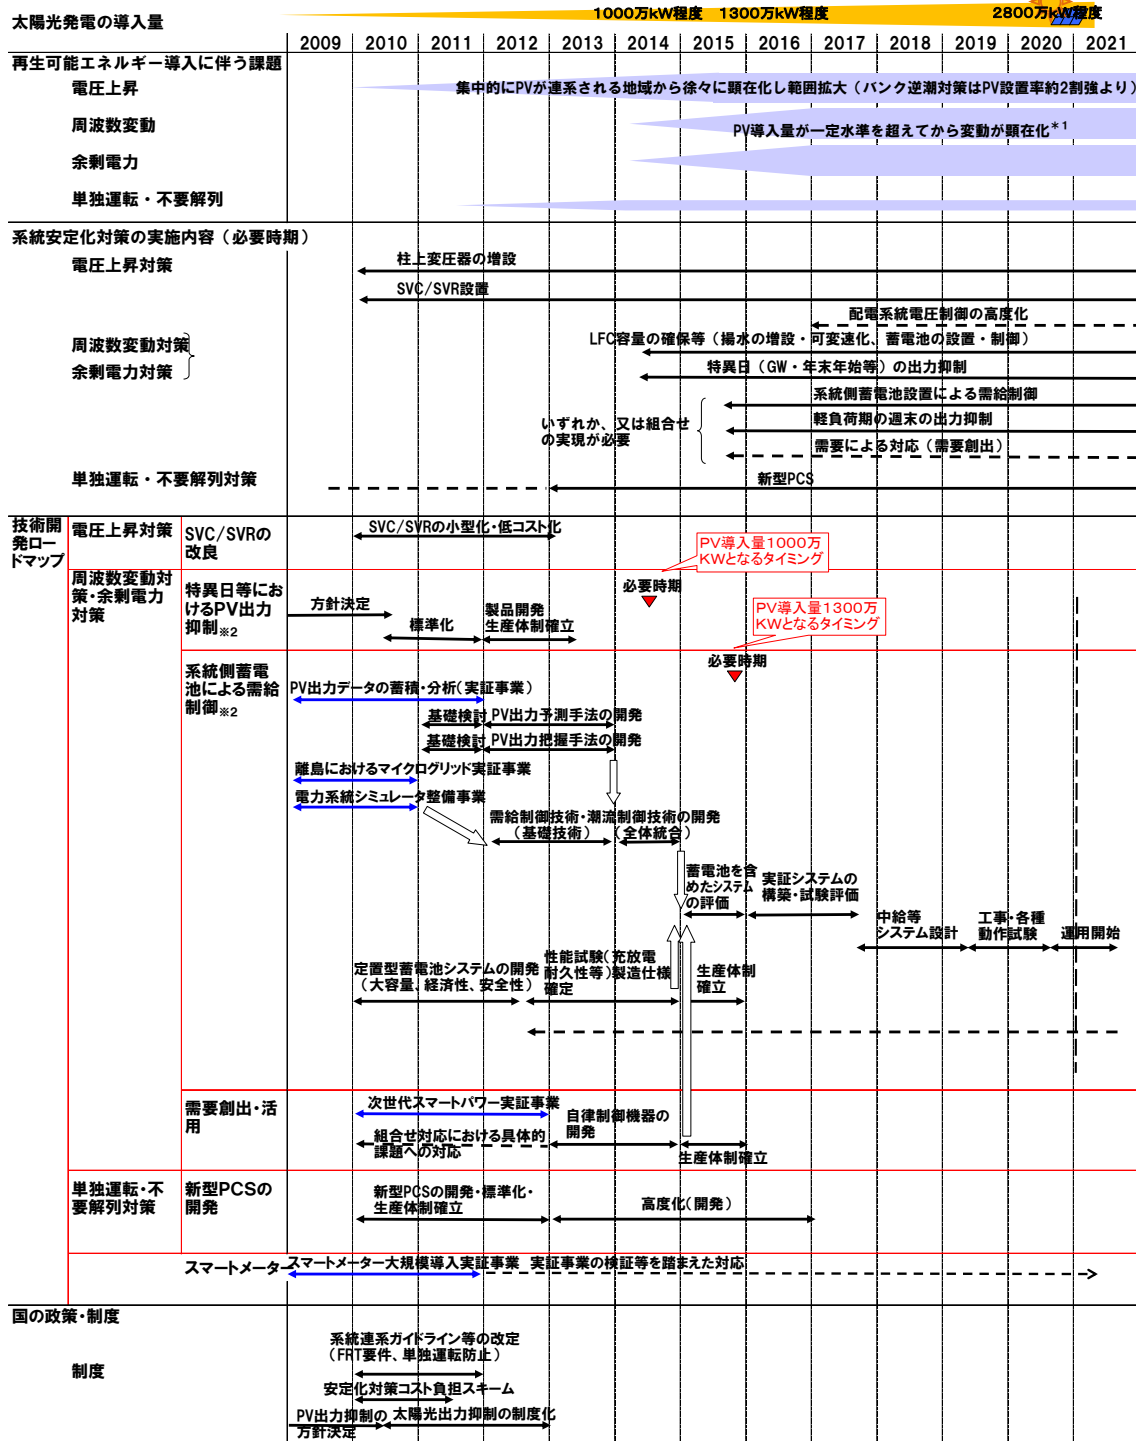 太陽光発電の導入量
1000万kW程度 1300万kW程度 2800万kW程度
2009 2010 2011 2012 2013 2014 2015 2016 2017 2018 2019 2020 2021
再生可能エネルギー導入に伴う課題
電圧上昇
集中的にPVが連系される地域から徐々に顕在化し範囲拡大（バンク逆潮対策はPV設置率約2割強より）
周波数変動
PV導入量が一定水準を超えてから変動が顕在化＊1
余剰電力
単独運転・不要解列
系統安定化対策の実施内容（必要時期）
電圧上昇対策
柱上変圧器の増設
SVC/SVR設置
配電系統電圧制御の高度化
周波数変動対策
LFC容量の確保等（揚水の増設・可変速化、蓄電池の設置・制御）
余剰電力対策
特異日（GW・年末年始等）の出力抑制
いずれか、又は組合せ
の実現が必要
系統側蓄電池設置による需給制御
軽負荷期の週末の出力抑制
需要による対応（需要創出）
単独運転・不要解列対策
新型PCS
技術開
発ロー
ドマップ
電圧上昇対策
SVC/SVRの
改良
SVC/SVRの小型化・低コスト化
PV導入量1000万
KWとなるタイミング
周波数変動対
策・余剰電力
対策
特異日等にお
けるPV出力
抑制※2
方針決定
標準化
製品開発
生産体制確立
必要時期
PV導入量1300万
KWとなるタイミング
系統側蓄電
池による需給
制御※2
必要時期
PV出力データの蓄積・分析（実証事業）
基礎検討 PV出力予測手法の開発
基礎検討 PV出力把握手法の開発
離島におけるマイクログリッド実証事業
電力系統シミュレータ整備事業
需給制御技術・潮流制御技術の開発
（基礎技術） （全体統合）
蓄電池を含
めたシステム
の評価
実証システムの
構築・試験評価
中給等
システム設計
工事・各種
動作試験
運用開始
定置型蓄電池システムの開発
（大容量、経済性、安全性）
性能試験（充放電
耐久性等）製造仕様
確定
生産体制
確立
需要創出・活
用
次世代スマートパワー実証事業
組合せ対応における具体的
課題への対応
自律制御機器の
開発
生産体制確立
単独運転・不
要解列対策
新型PCSの
開発
新型PCSの開発・標準化・
生産体制確立
高度化（開発）
スマートメーター
スマートメーター大規模導入実証事業 実証事業の検証等を踏まえた対応
国の政策・制度
制度
系統連系ガイドライン等の改定
（FRT要件、単独運転防止）
安定化対策コスト負担スキーム
PV出力抑制の
方針決定
太陽光出力抑制の制度化